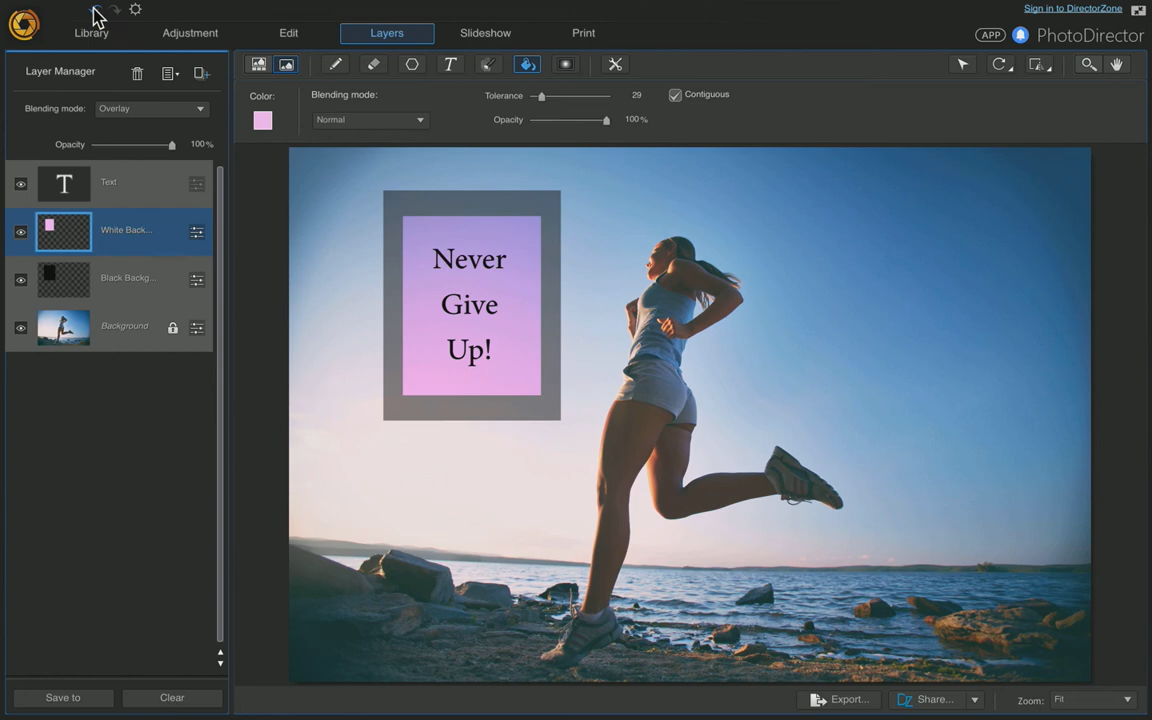 Sign in to DirectorZone
Library
Adjustment
Edit
Layers
Slideshow
Print
APP
PhotoDirector
Layer Manager
Blending mode: Overlay
Opacity 100%
T Text
White Back...
Black Backg...
Background
Save to
Clear
Color:
Blending mode:
Normal
Tolerance 29
Opacity 100%
Contiguous
Never
Give
Up!
Export...
Share...
Zoom: Fit